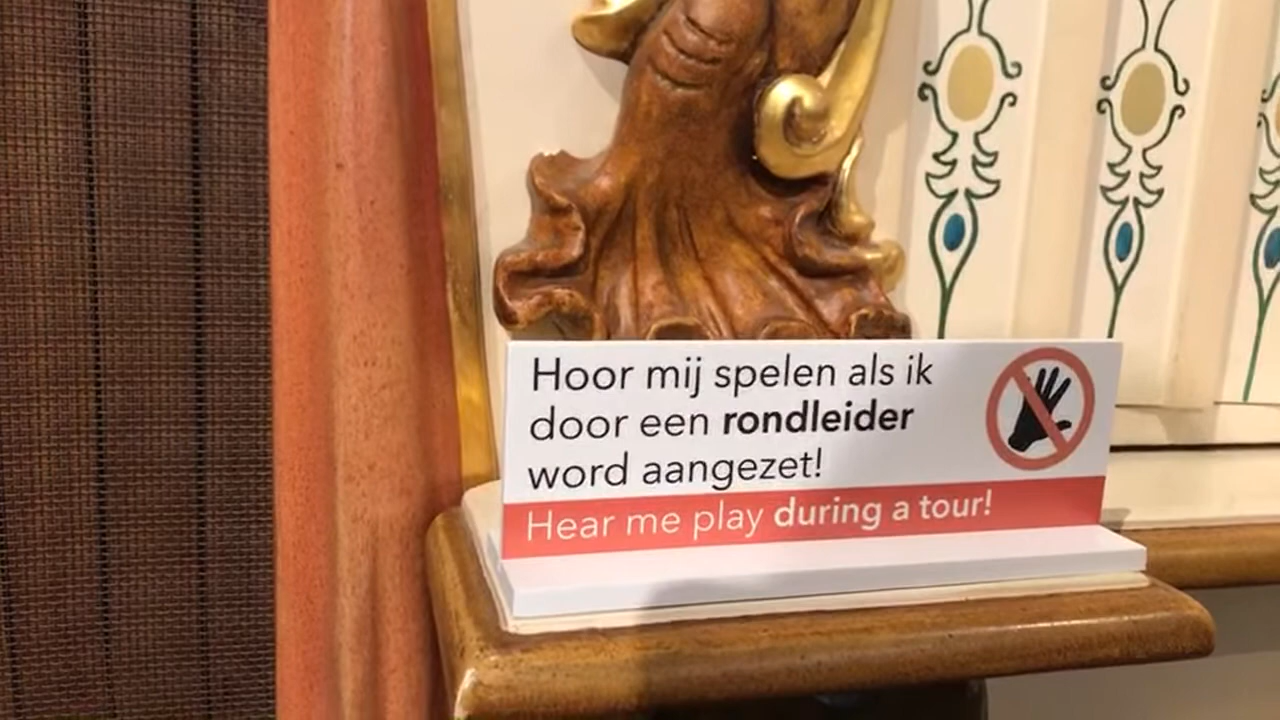 Hoor mij spelen als ik
door een rondleider
word aangezet!
Hear me play during a tour!